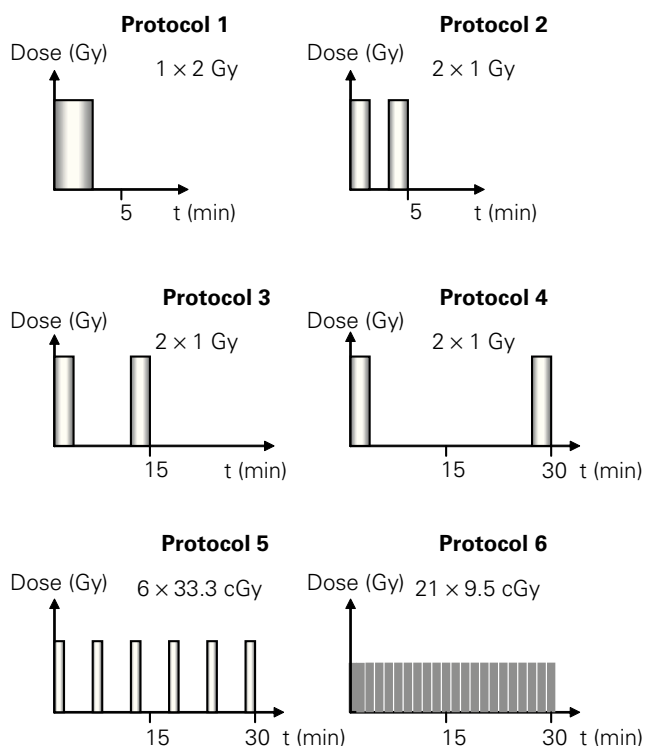 Protocol 1
Dose (Gy)
1 × 2 Gy
5
t (min)
Protocol 2
Dose (Gy)
2 × 1 Gy
5
t (min)
Protocol 3
Dose (Gy)
2 × 1 Gy
15
t (min)
Protocol 4
Dose (Gy)
2 × 1 Gy
15
30
t (min)
Protocol 5
Dose (Gy)
6 × 33.3 cGy
15
30
t (min)
Protocol 6
Dose (Gy)
21 × 9.5 cGy
15
30
t (min)